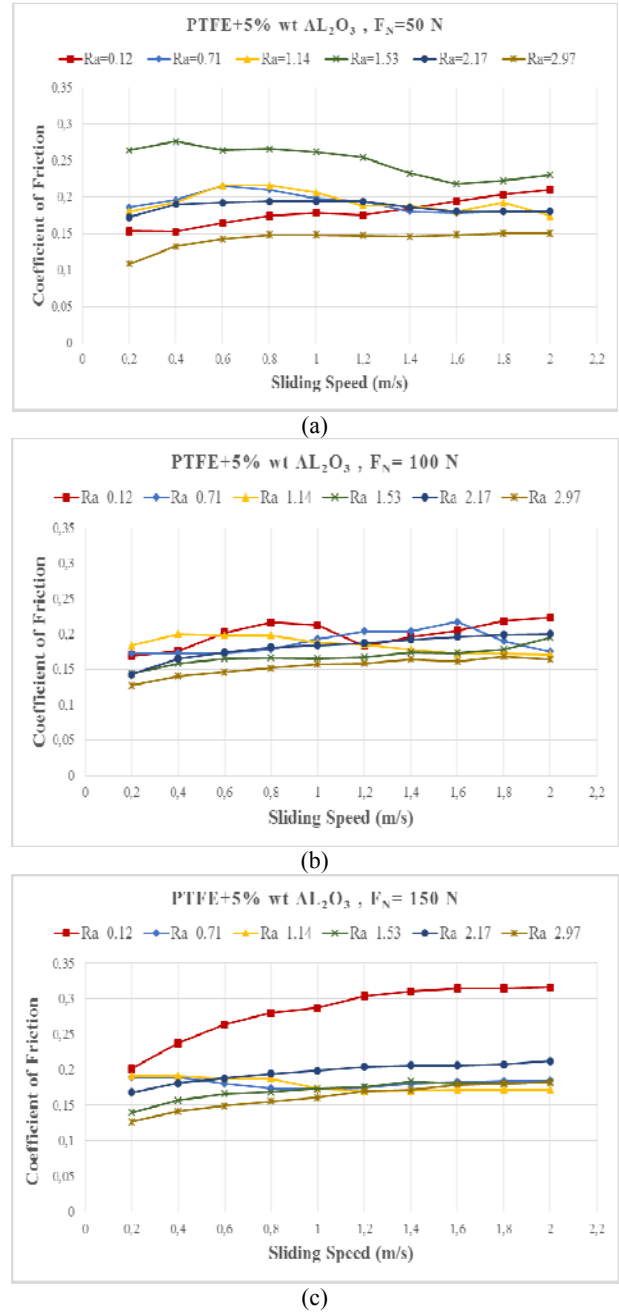 PTFE+5% wt AL₂O₃ , F_N=50 N
Ra=0.12 Ra=0.71 Ra=1.14 Ra=1.53 Ra=2.17 Ra=2.97
0,35
0,3
0,25
0,2
0,15
0,1
0,05
0
Coefficient of Friction
0 0,2 0,4 0,6 0,8 1 1,2 1,4 1,6 1,8 2 2,2
Sliding Speed (m/s)
(a)
PTFE+5% wt AL₂O₃ , F_N= 100 N
Ra 0.12 Ra 0.71 Ra 1.14 Ra 1.53 Ra 2.17 Ra 2.97
0,35
0,3
0,25
0,2
0,15
0,1
0,05
0
Coefficient of Friction
0 0,2 0,4 0,6 0,8 1 1,2 1,4 1,6 1,8 2 2,2
Sliding Speed (m/s)
(b)
PTFE+5% wt AL₂O₃ , F_N= 150 N
Ra 0.12 Ra 0.71 Ra 1.14 Ra 1.53 Ra 2.17 Ra 2.97
0,35
0,3
0,25
0,2
0,15
0,1
0,05
0
Coefficient of Friction
0 0,2 0,4 0,6 0,8 1 1,2 1,4 1,6 1,8 2 2,2
Sliding Speed (m/s)
(c)